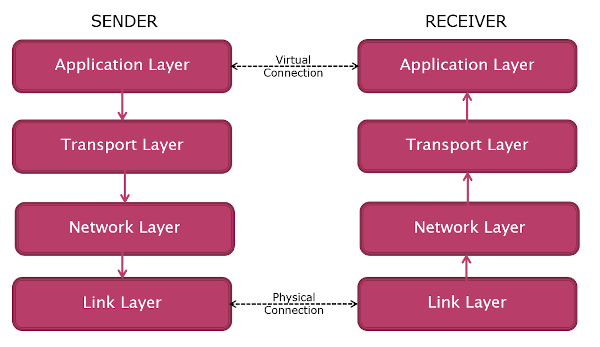 SENDER
RECEIVER
Application Layer
Virtual
Connection
Application Layer
Transport Layer
Transport Layer
Network Layer
Network Layer
Link Layer
Physical
Connection
Link Layer